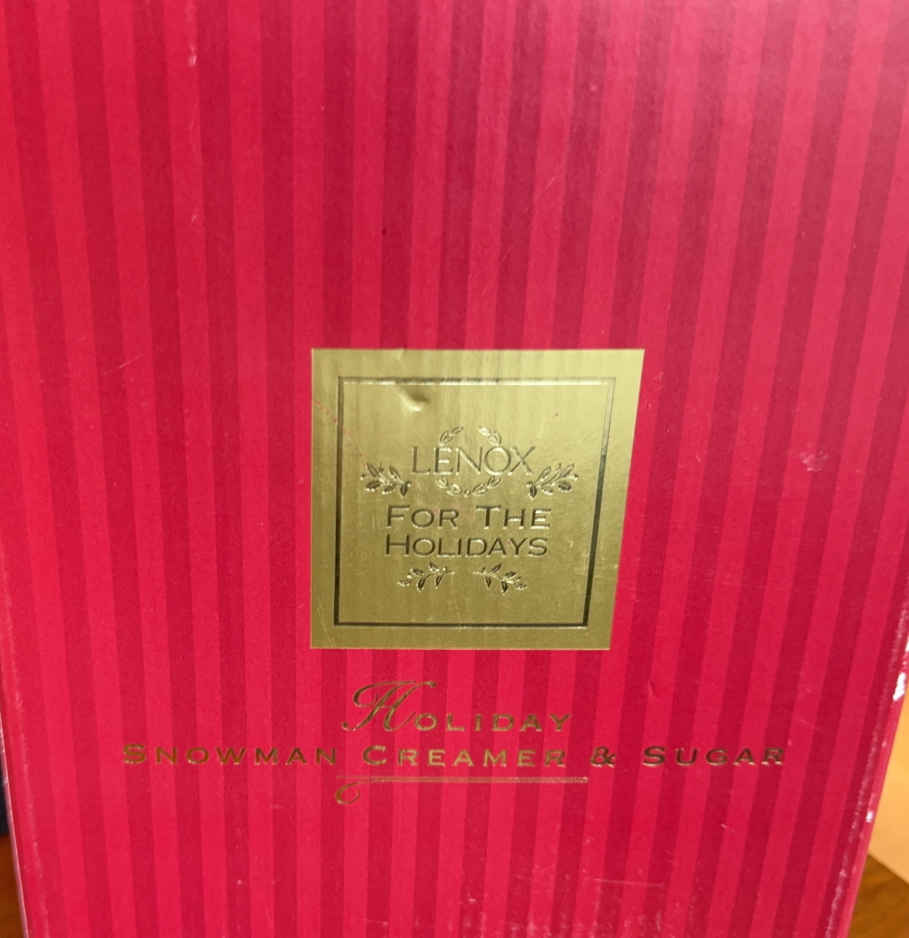 LENOX
FOR THE
HOLIDAYS
HOLIDAY
SNOWMAN CREAMER & SUGAR